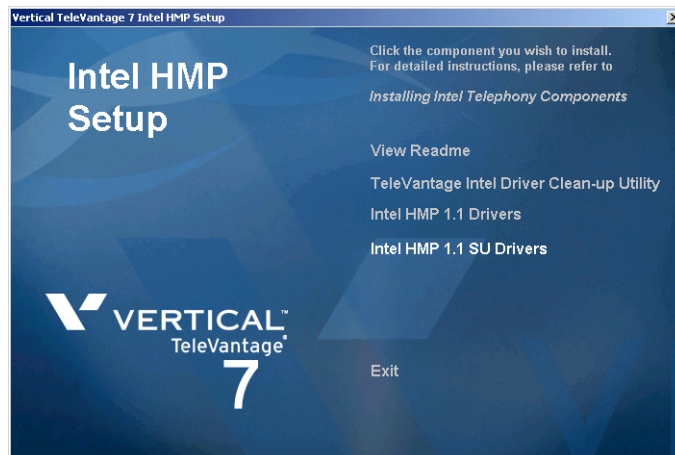 Vertical TeleVantage 7 Intel HMP Setup
Intel HMP
Setup
Click the component you wish to install.
For detailed instructions, please refer to
Installing Intel Telephony Components
View Readme
TeleVantage Intel Driver Clean-up Utility
Intel HMP 1.1 Drivers
Intel HMP 1.1 SU Drivers
VERTICAL™
TeleVantage®
7
Exit